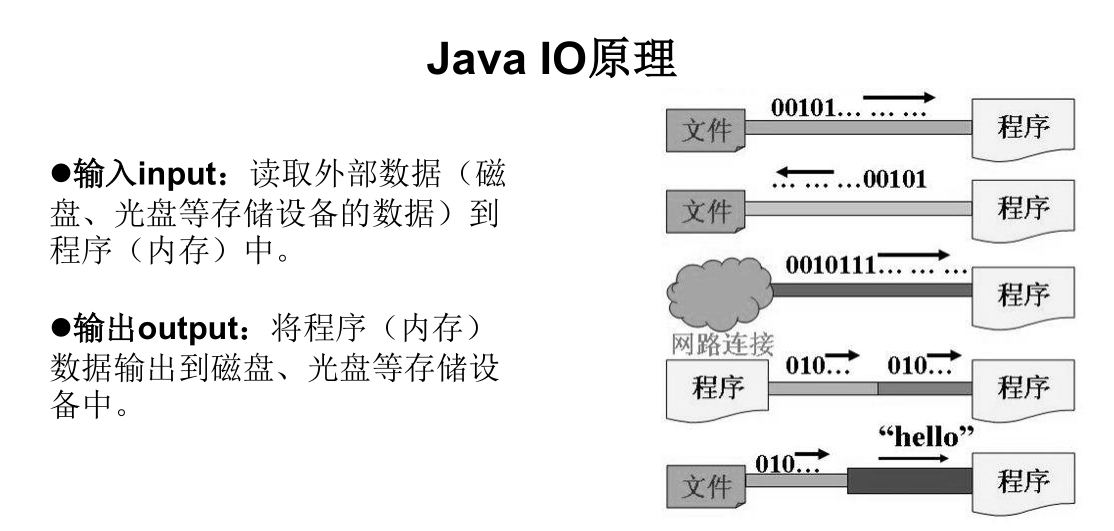 Java IO原理
●输入input：读取外部数据（磁
盘、光盘等存储设备的数据）到
程序（内存）中。
●输出output：将程序（内存）
数据输出到磁盘、光盘等存储设
备中。
00101… … …
文件 程序
… … …00101
文件 程序
0010111… … …
程序
网路连接
010… 010…
程序 程序
“hello”
010…
文件 程序